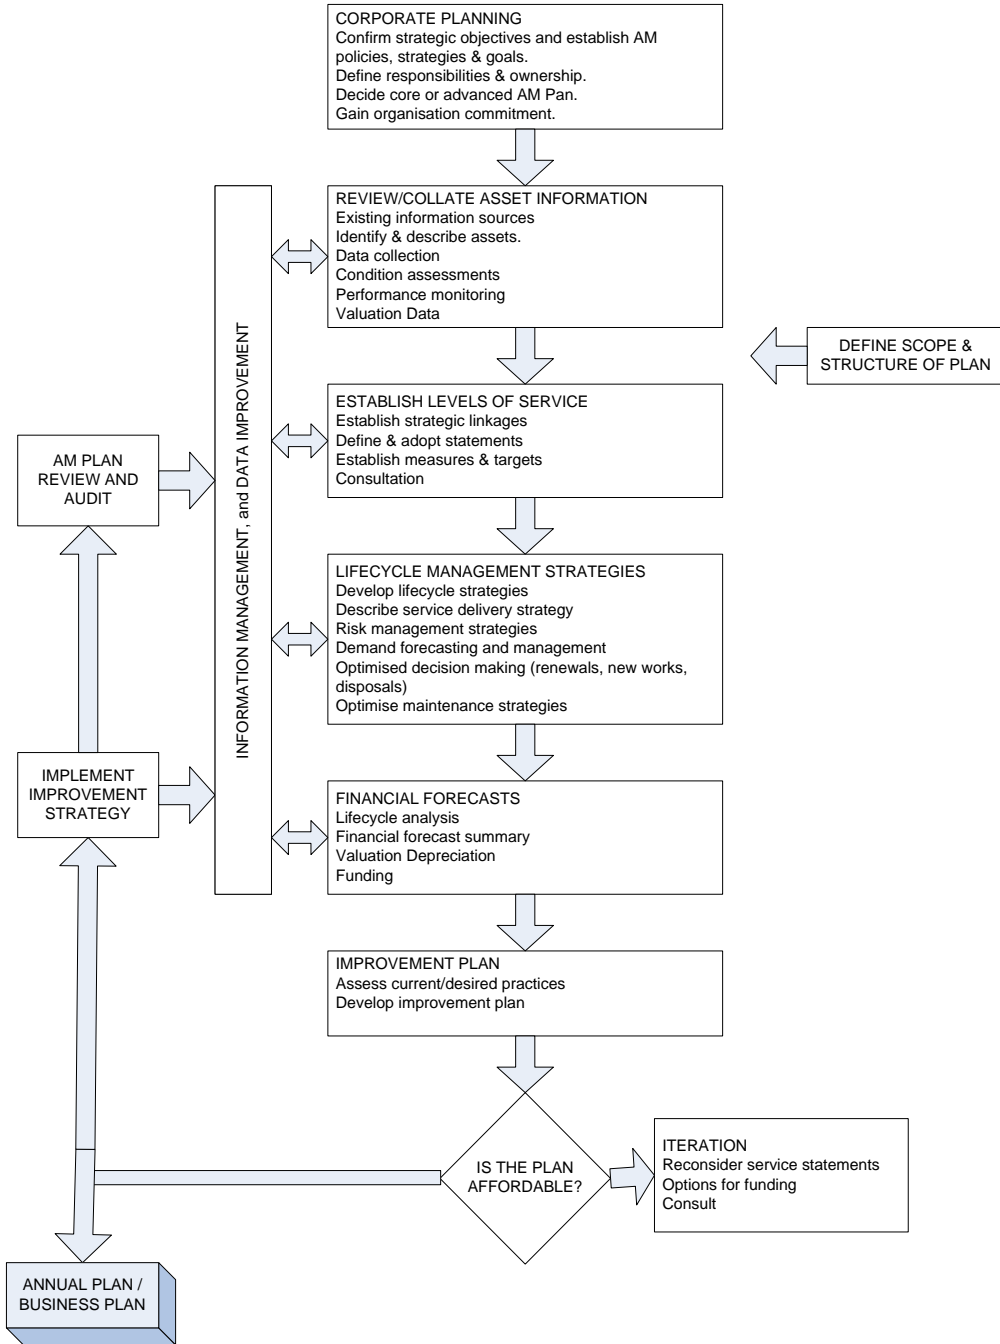 CORPORATE PLANNING
Confirm strategic objectives and establish AM
policies, strategies & goals.
Define responsibilities & ownership.
Decide core or advanced AM Pan.
Gain organisation commitment.
REVIEW/COLLATE ASSET INFORMATION
Existing information sources
Identify & describe assets.
Data collection
Condition assessments
Performance monitoring
Valuation Data
DEFINE SCOPE &
STRUCTURE OF PLAN
INFORMATION MANAGEMENT, and DATA IMPROVEMENT
ESTABLISH LEVELS OF SERVICE
Establish strategic linkages
Define & adopt statements
Establish measures & targets
Consultation
AM PLAN
REVIEW AND
AUDIT
LIFECYCLE MANAGEMENT STRATEGIES
Develop lifecycle strategies
Describe service delivery strategy
Risk management strategies
Demand forecasting and management
Optimised decision making (renewals, new works,
disposals)
Optimise maintenance strategies
IMPLEMENT
IMPROVEMENT
STRATEGY
FINANCIAL FORECASTS
Lifecycle analysis
Financial forecast summary
Valuation Depreciation
Funding
IMPROVEMENT PLAN
Assess current/desired practices
Develop improvement plan
IS THE PLAN
AFFORDABLE?
ITERATION
Reconsider service statements
Options for funding
Consult
ANNUAL PLAN /
BUSINESS PLAN